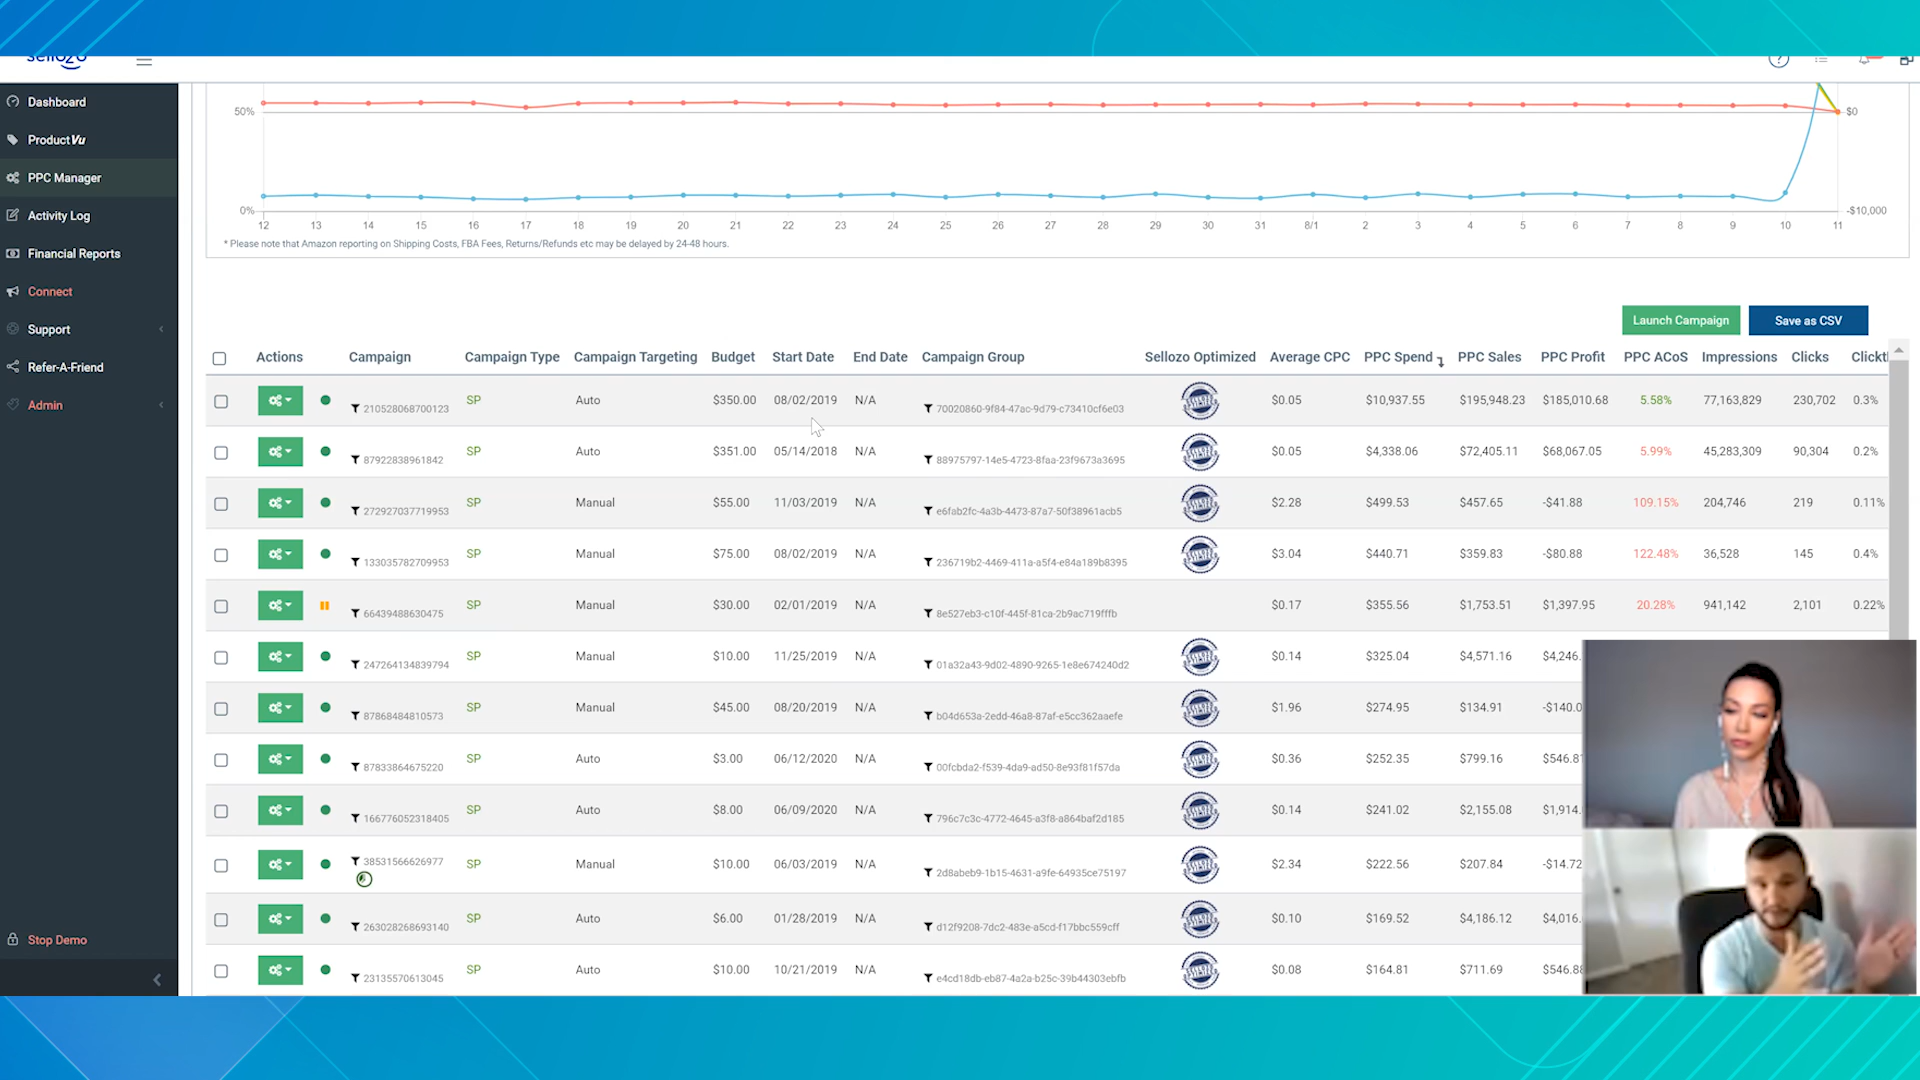 sellozo
Dashboard
ProductVu
PPC Manager
Activity Log
Financial Reports
Connect
Support
Refer-A-Friend
Admin
Stop Demo
50% $0
0% -$10,000
12 13 14 15 16 17 18 19 20 21 22 23 24 25 26 27 28 29 30 31 8/1 2 3 4 5 6 7 8 9 10 11
* Please note that Amazon reporting on Shipping Costs, FBA Fees, Returns/Refunds etc may be delayed by 24-48 hours.
Launch Campaign Save as CSV
Actions Campaign Campaign Type Campaign Targeting Budget Start Date End Date Campaign Group Sellozo Optimized Average CPC PPC Spend PPC Sales PPC Profit PPC ACoS Impressions Clicks
210528068700123 SP Auto $350.00 08/02/2019 N/A 70020860-9f84-47ac-9d79-c73410cf6e03 $0.05 $10,937.55 $195,948.23 $185,010.68 5.58% 77,163,829 230,702 0.3%
87922838961842 SP Auto $351.00 05/14/2018 N/A 88975797-14e5-4723-8faa-23f9673a3695 $0.05 $4,338.06 $72,405.11 $68,067.05 5.99% 45,283,309 90,304 0.2%
272927037719953 SP Manual $55.00 11/03/2019 N/A e6fab2fc-4a3b-4473-87a7-50f38961acb5 $2.28 $499.53 $457.65 -$41.88 109.15% 204,746 219 0.11%
133035782709953 SP Manual $75.00 08/02/2019 N/A 236719b2-4469-411a-a5f4-e84a189b8395 $3.04 $440.71 $359.83 -$80.88 122.48% 36,528 145 0.4%
66439488630475 SP Manual $30.00 02/01/2019 N/A 8e527eb3-c10f-445f-81ca-2b9ac719fffb $0.17 $355.56 $1,753.51 $1,397.95 20.28% 941,142 2,101 0.22%
247264134839794 SP Manual $10.00 11/25/2019 N/A 01a32a43-9d02-4890-9265-1e8e674240d2 $0.14 $325.04 $4,571.16 $4,246.
87868484810573 SP Manual $45.00 08/20/2019 N/A b04d653a-2edd-46a8-87af-e5cc362aaefe $1.96 $274.95 $134.91 -$140.0
87833864675220 SP Auto $3.00 06/12/2020 N/A 00fcbda2-f539-4da9-ad50-8e93f81f57da $0.36 $252.35 $799.16 $546.81
166776052318405 SP Auto $8.00 06/09/2020 N/A 796c7c3c-4772-4645-a3f8-a864baf2d185 $0.14 $241.02 $2,155.08 $1,914.
38531566626977 SP Manual $10.00 06/03/2019 N/A 2d8abeb9-1b15-4631-a9fe-64935ce75197 $2.34 $222.56 $207.84 -$14.72
263028268693140 SP Auto $6.00 01/28/2019 N/A d12f9208-7dc2-483e-a5cd-f17bbc559cff $0.10 $169.52 $4,186.12 $4,016.
23135570613045 SP Auto $10.00 10/21/2019 N/A e4cd18db-eb87-4a2a-b25c-39b44303ebfb $0.08 $164.81 $711.69 $546.88